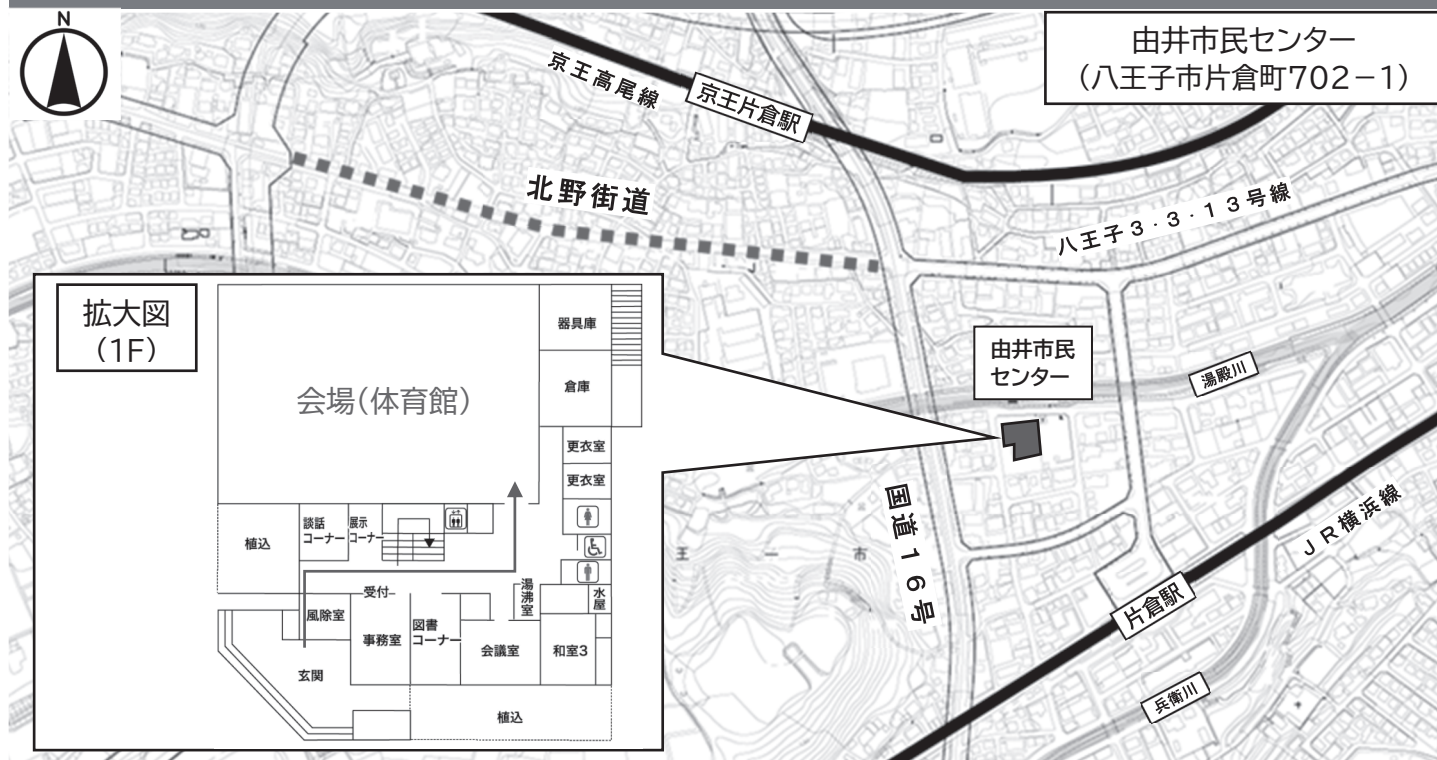 N
由井市民センター
（八王子市片倉町702－1）
京王高尾線
京王片倉駅
北野街道
八王子3・3・13号線
拡大図
（1F）
器具庫
倉庫
会場（体育館）
更衣室
更衣室
談話
コーナー
展示
コーナー
植込
受付
湯沸室
水屋
風除室
事務室
図書
コーナー
会議室
和室3
玄関
植込
由井市民
センター
湯殿川
国道16号
王
一
市
JR横浜線
片倉駅
兵衛川